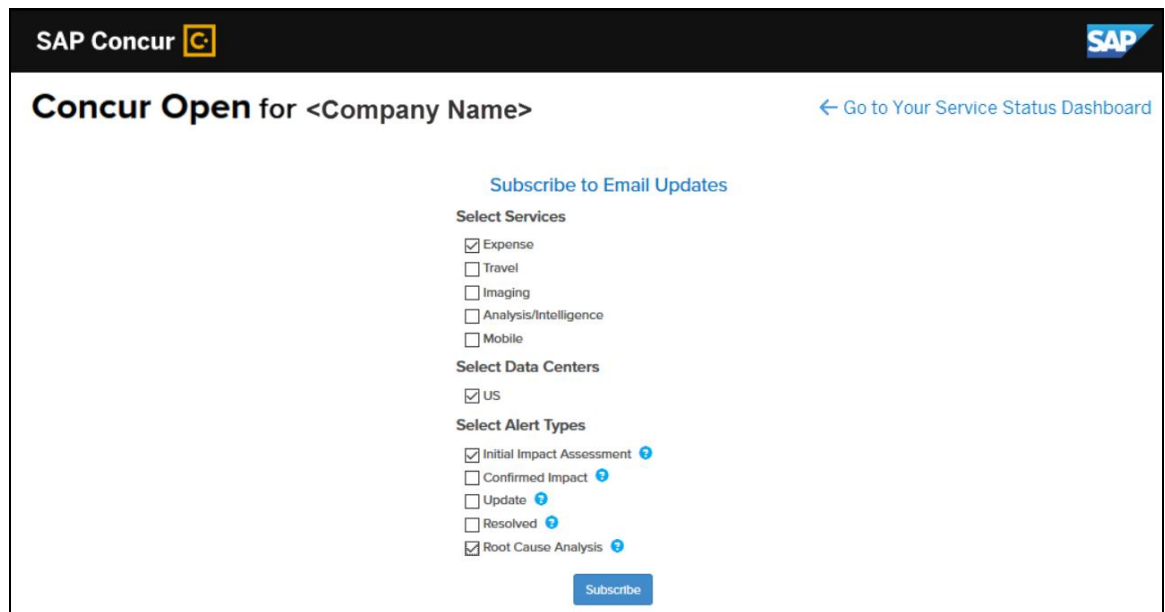 SAP Concur C
SAP
Concur Open for <Company Name>
← Go to Your Service Status Dashboard
Subscribe to Email Updates
Select Services
Expense
Travel
Imaging
Analysis/Intelligence
Mobile
Select Data Centers
US
Select Alert Types
Initial Impact Assessment ?
Confirmed Impact ?
Update ?
Resolved ?
Root Cause Analysis ?
Subscribe